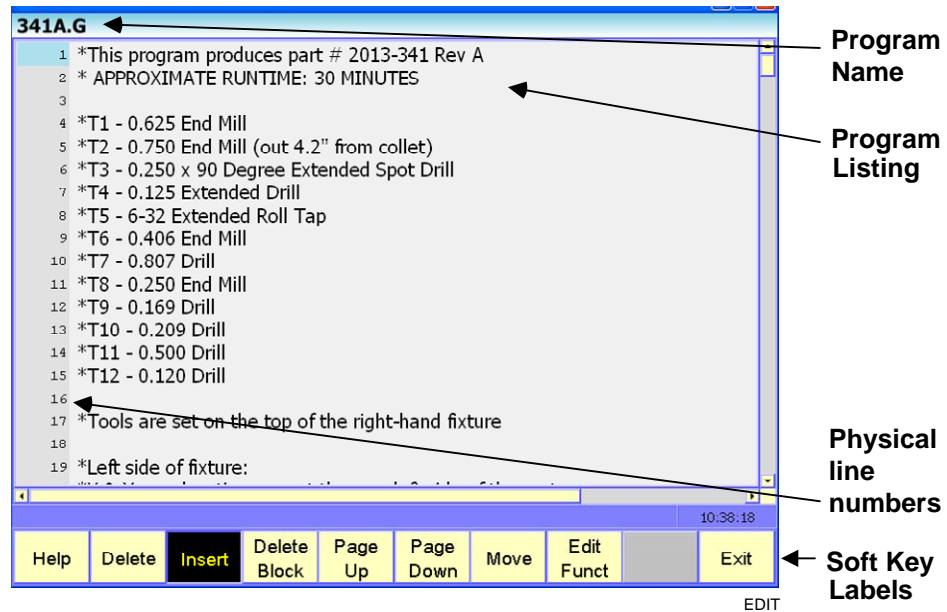 341A.G
1 *This program produces part # 2013-341 Rev A
2 * APPROXIMATE RUNTIME: 30 MINUTES
3
4 *T1 - 0.625 End Mill
5 *T2 - 0.750 End Mill (out 4.2" from collet)
6 *T3 - 0.250 x 90 Degree Extended Spot Drill
7 *T4 - 0.125 Extended Drill
8 *T5 - 6-32 Extended Roll Tap
9 *T6 - 0.406 End Mill
10 *T7 - 0.807 Drill
11 *T8 - 0.250 End Mill
12 *T9 - 0.169 Drill
13 *T10 - 0.209 Drill
14 *T11 - 0.500 Drill
15 *T12 - 0.120 Drill
16
17 *Tools are set on the top of the right-hand fixture
18
19 *Left side of fixture:
10:38:18
Help
Delete
Insert
Delete
Block
Page
Up
Page
Down
Move
Edit
Funct
Exit
Program
Name
Program
Listing
Physical
line
numbers
Soft Key
Labels
EDIT